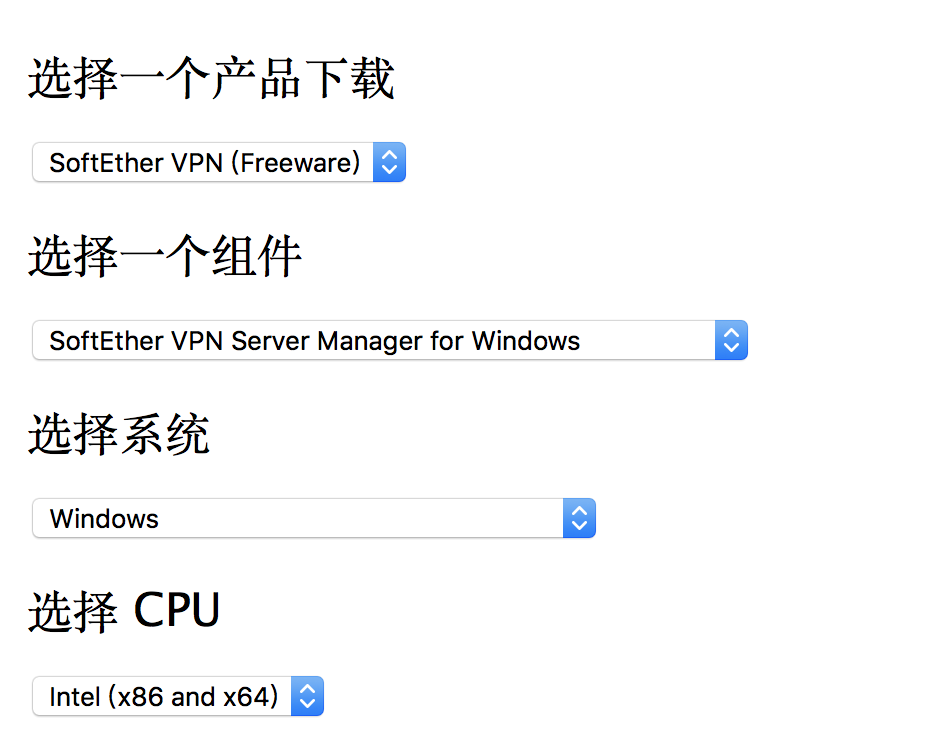 选择一个产品下载
SoftEther VPN (Freeware)
选择一个组件
SoftEther VPN Server Manager for Windows
选择系统
Windows
选择 CPU
Intel (x86 and x64)